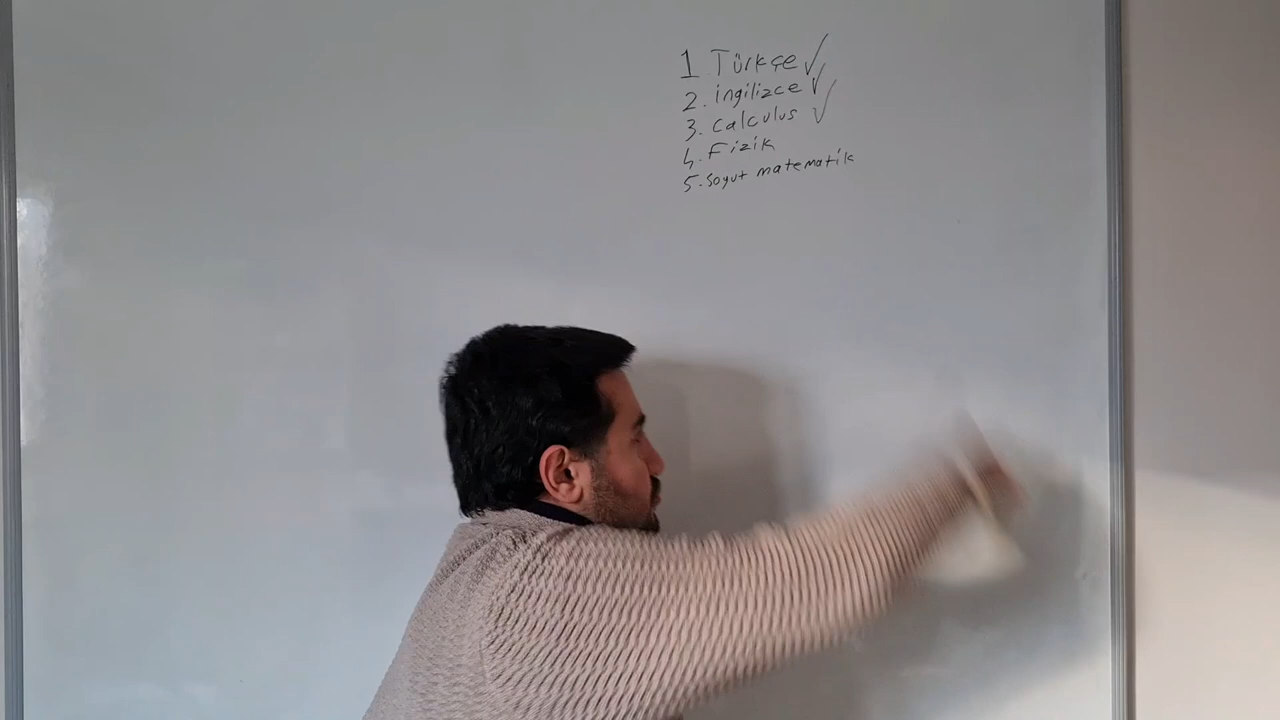 1 Türkçe ✓
2. ingilizce ✓
3. calculus ✓
4. Fizik
5. Soyut matematik